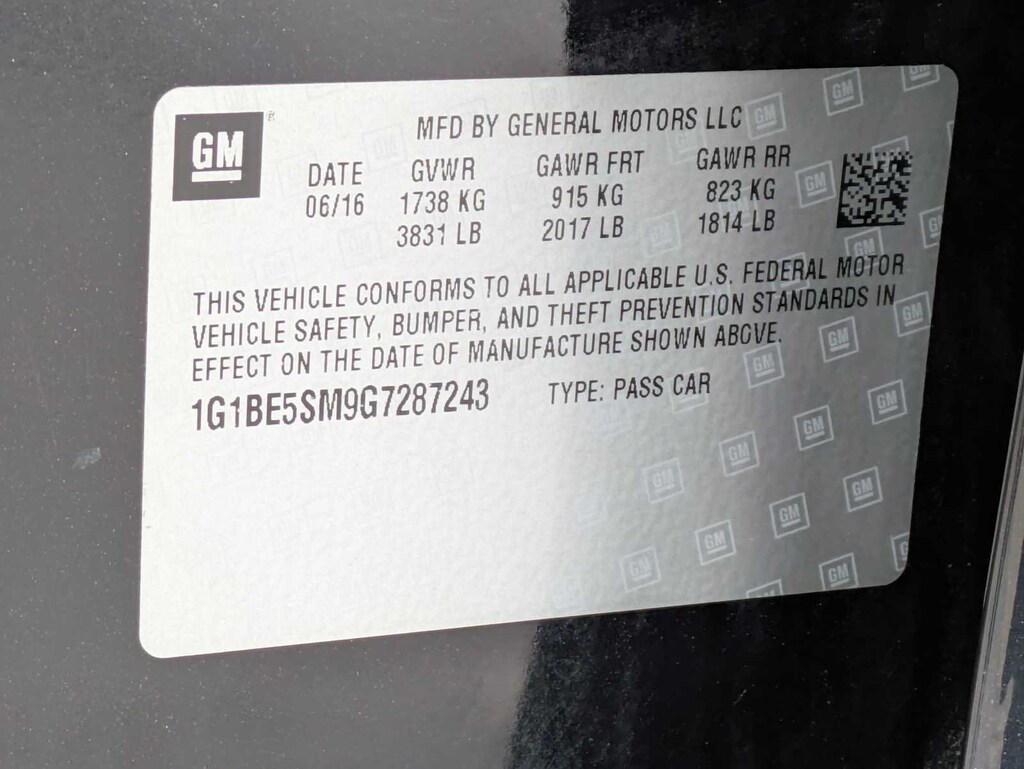 GM
MFD BY GENERAL MOTORS LLC
DATE GVWR GAWR FRT GAWR RR
06/16 1738 KG 915 KG 823 KG
3831 LB 2017 LB 1814 LB
THIS VEHICLE CONFORMS TO ALL APPLICABLE U.S. FEDERAL MOTOR
VEHICLE SAFETY, BUMPER, AND THEFT PREVENTION STANDARDS IN
EFFECT ON THE DATE OF MANUFACTURE SHOWN ABOVE.
1G1BE5SM9G7287243 TYPE: PASS CAR